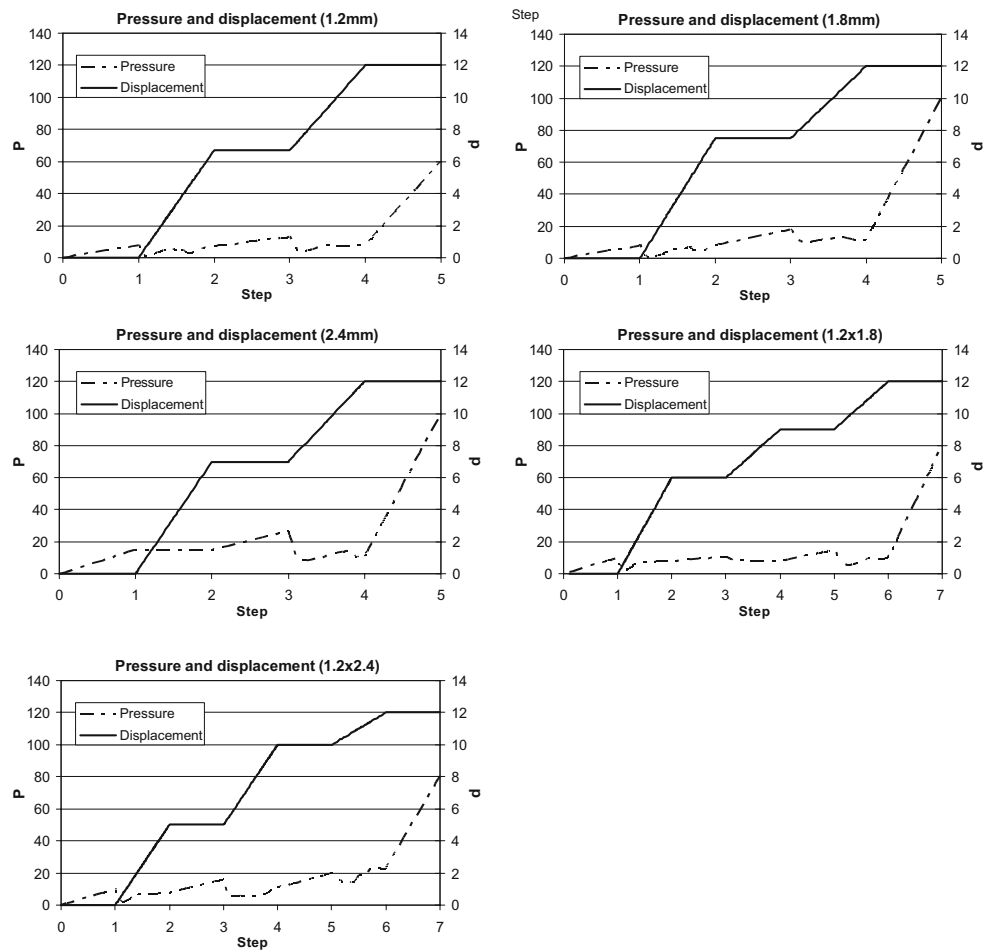 Pressure and displacement (1.2mm)
140
120
100
80
60
40
20
0
14
12
10
8
6
4
2
0
Pressure
Displacement
P
d
0 1 2 3 4 5
Step
Step
Pressure and displacement (1.8mm)
140
120
100
80
60
40
20
0
14
12
10
8
6
4
2
0
Pressure
Displacement
P
d
0 1 2 3 4 5
Step
Pressure and displacement (2.4mm)
140
120
100
80
60
40
20
0
14
12
10
8
6
4
2
0
Pressure
Displacement
P
d
0 1 2 3 4 5
Step
Pressure and displacement (1.2x1.8)
140
120
100
80
60
40
20
0
14
12
10
8
6
4
2
0
Pressure
Displacement
P
d
0 1 2 3 4 5 6 7
Step
Pressure and displacement (1.2x2.4)
140
120
100
80
60
40
20
0
14
12
10
8
6
4
2
0
Pressure
Displacement
P
d
0 1 2 3 4 5 6 7
Step